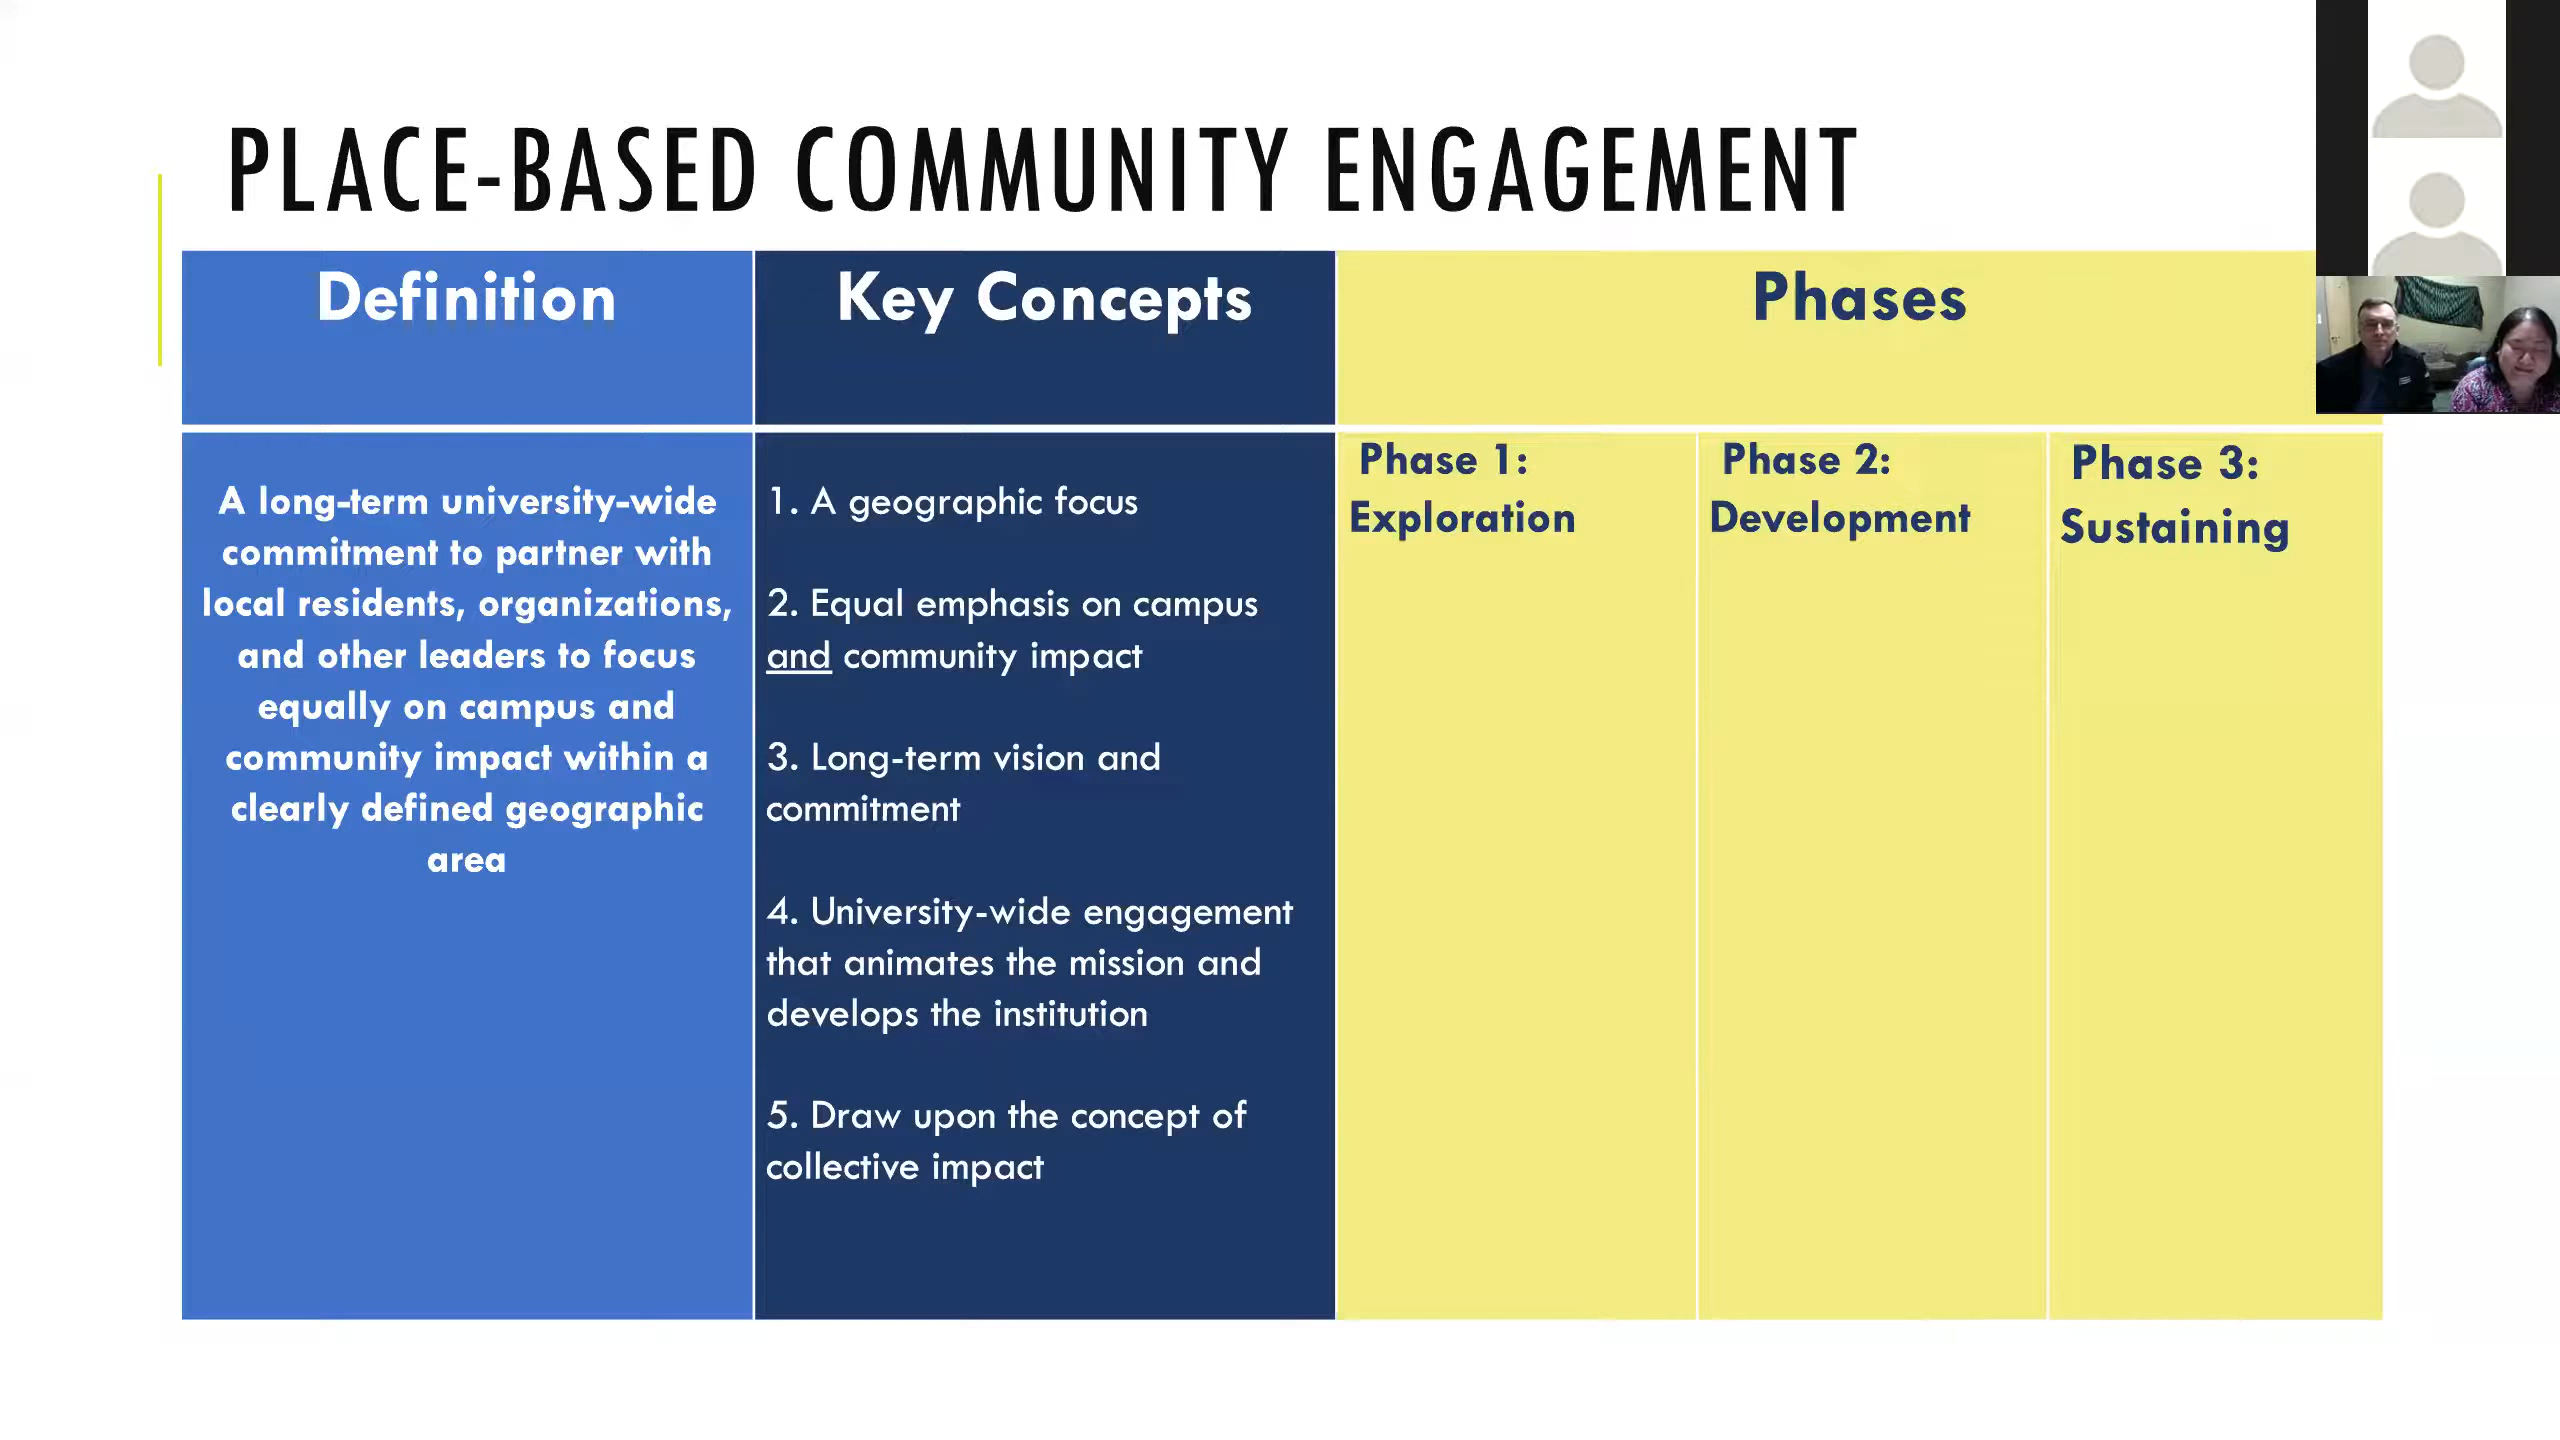 PLACE-BASED COMMUNITY ENGAGEMENT
Definition
Key Concepts
Phases
A long-term university-wide
commitment to partner with
local residents, organizations,
and other leaders to focus
equally on campus and
community impact within a
clearly defined geographic
area
1. A geographic focus
2. Equal emphasis on campus
and community impact
3. Long-term vision and
commitment
4. University-wide engagement
that animates the mission and
develops the institution
5. Draw upon the concept of
collective impact
Phase 1:
Exploration
Phase 2:
Development
Phase 3:
Sustaining